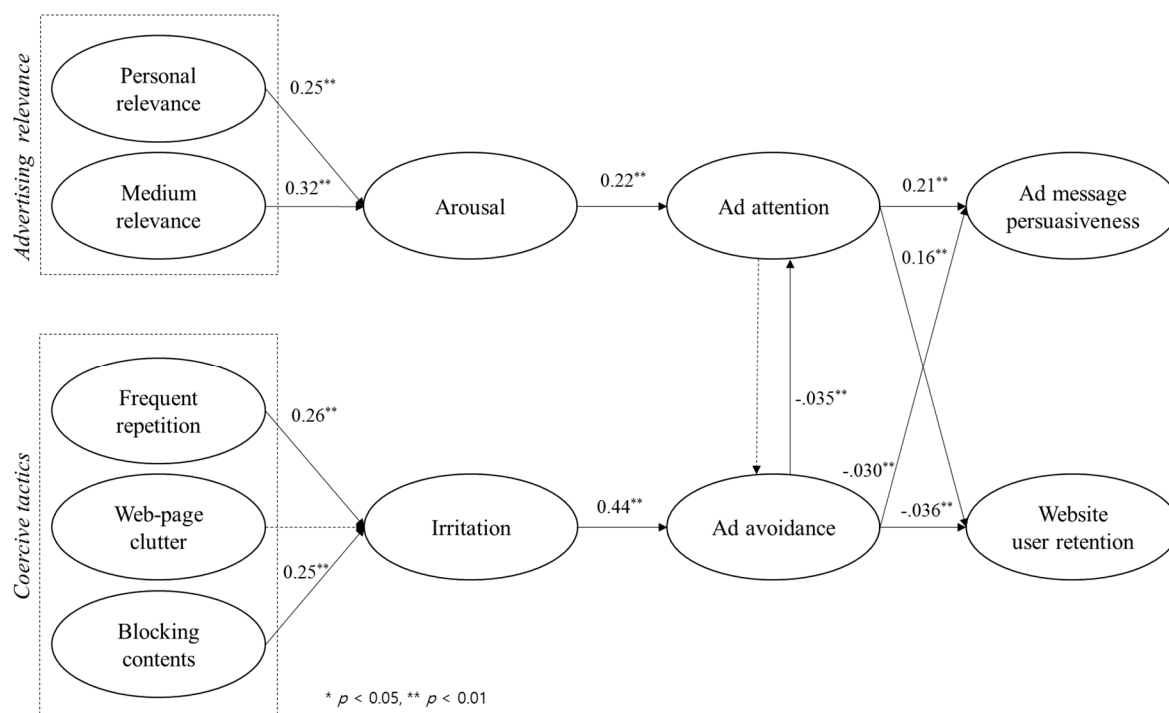 Advertising relevance
Personal
relevance
Medium
relevance
0.25**
0.32**
Arousal
0.22**
Ad attention
0.21**
0.16**
Ad message
persuasiveness
Coercive tactics
Frequent
repetition
Web-page
clutter
Blocking
contents
0.26**
0.25**
Irritation
0.44**
Ad avoidance
-.035**
-.030**
-.036**
Website
user retention
* p < 0.05, ** p < 0.01